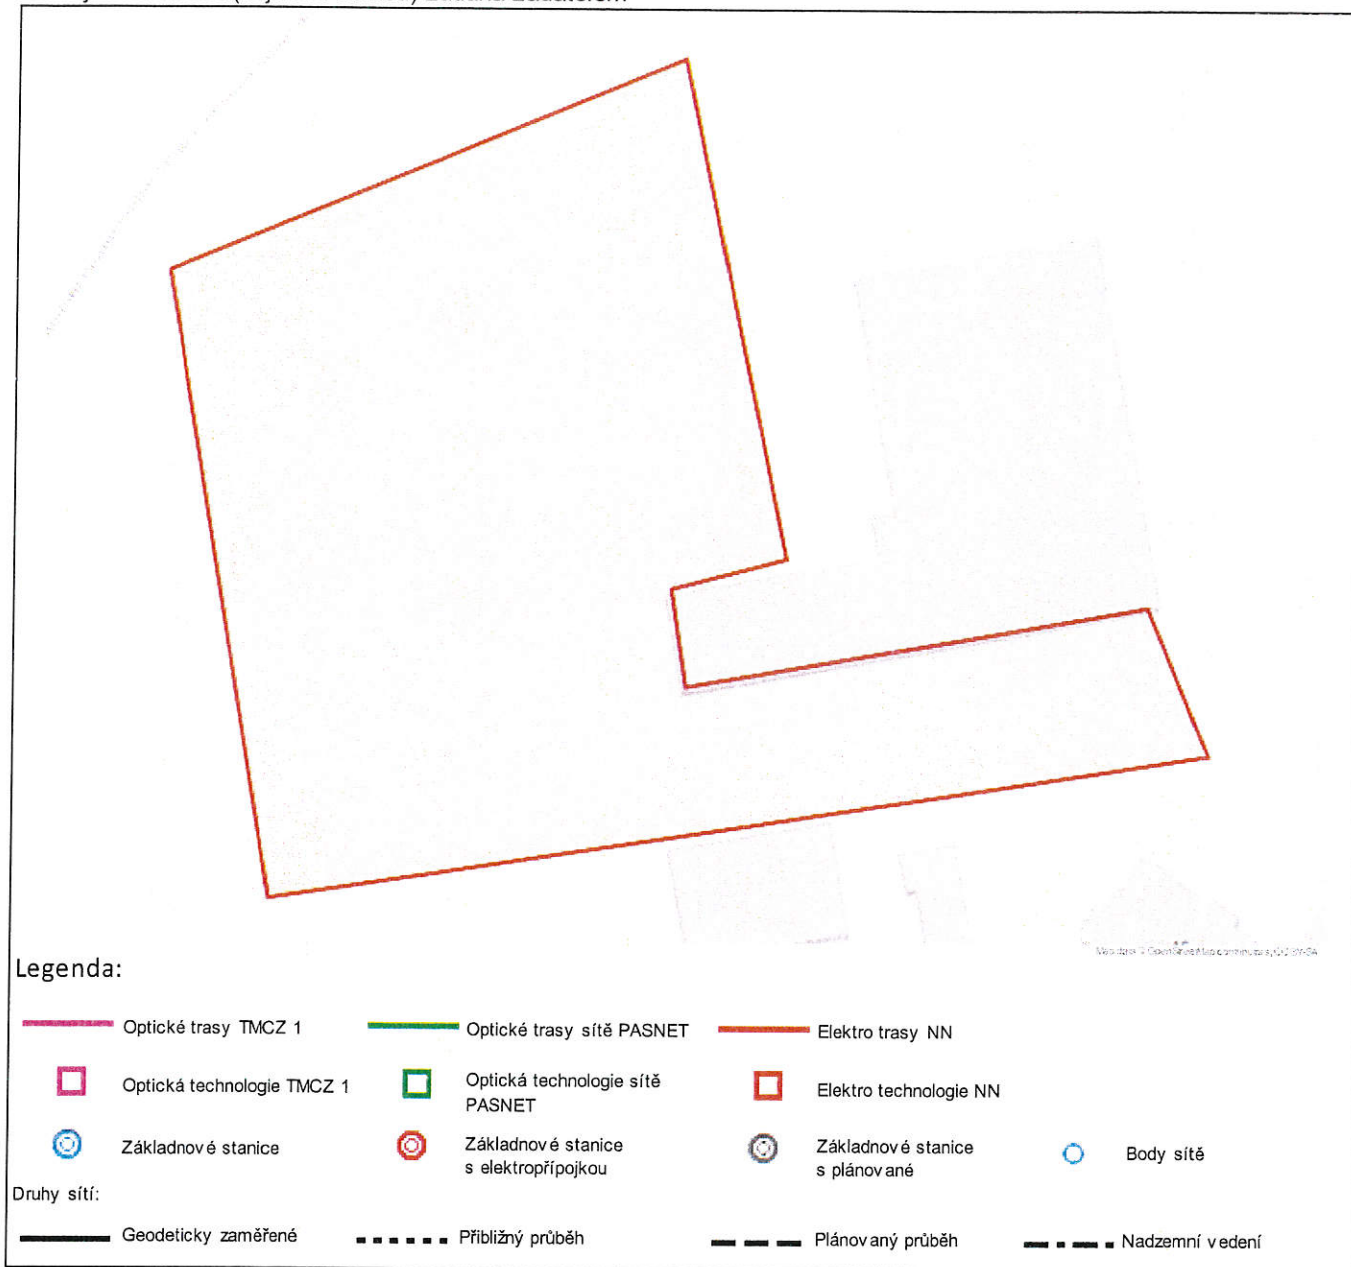 Legenda:
Optické trasy TMCZ 1
Optické trasy sítě PASNET
Elektro trasy NN
Optická technologie TMCZ 1
Optická technologie sítě
PASNET
Elektro technologie NN
Základnové stanice
Základnové stanice
s elektropřípojkou
Základnové stanice
s plánované
Body sítě
Druhy sítí:
Geodeticky zaměřené
Přibližný průběh
Plánovaný průběh
Nadzemní vedení